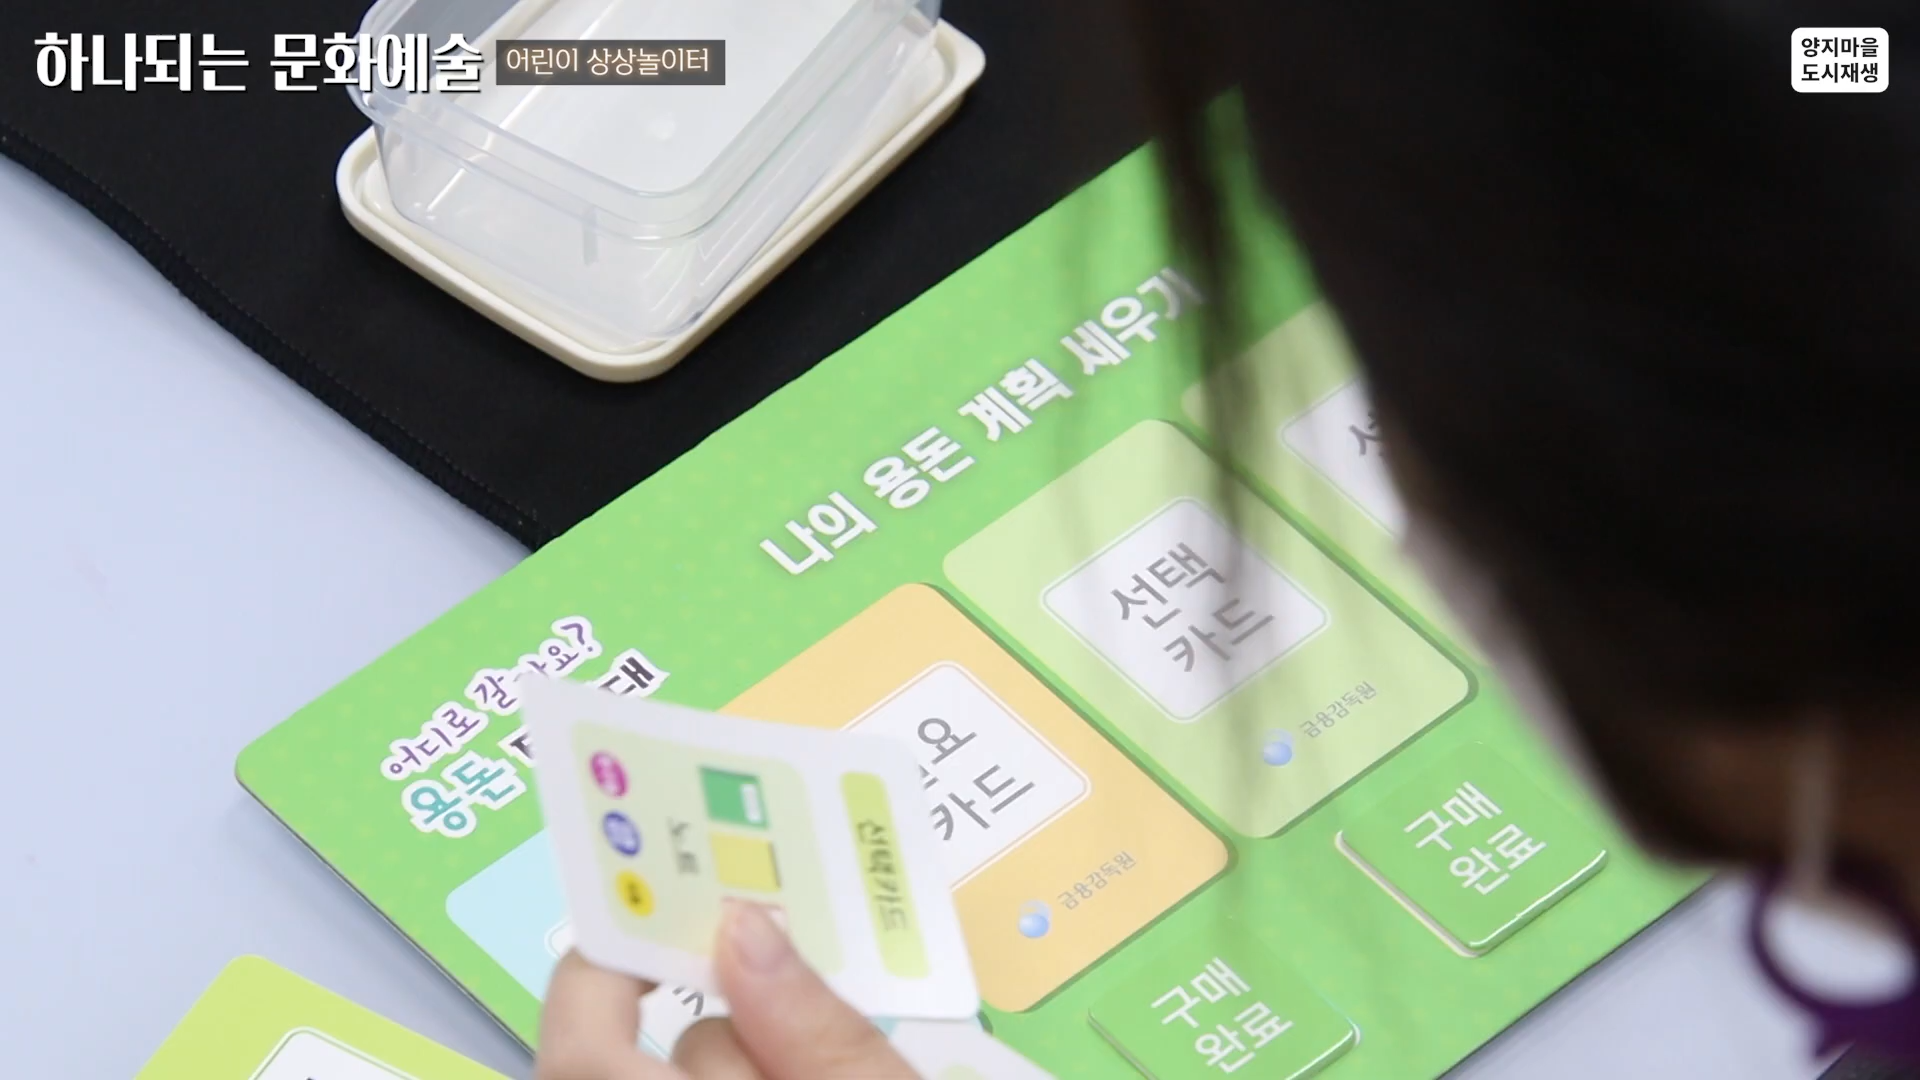 하나되는 문화예술
어린이 상상놀이터
양지마을
도시재생
나의 용돈 계획 세우기
어디로 갈까요?
용돈
선택
카드
금융감독원
카드
금융감독원
선택카드
노트
구매
완료
구매
완료